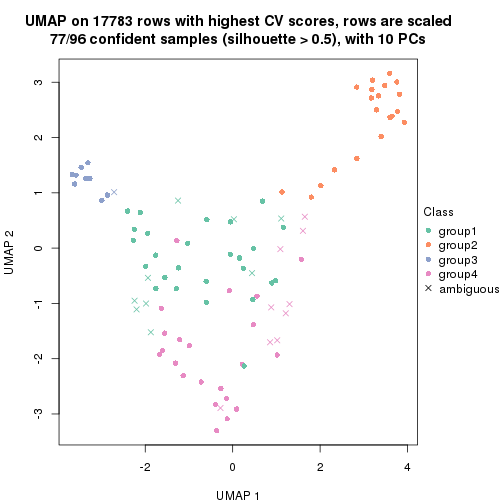 UMAP on 17783 rows with highest CV scores, rows are scaled
77/96 confident samples (silhouette > 0.5), with 10 PCs
3
2
1
0
-1
-2
-3
UMAP 2
-2
0
2
4
UMAP 1
Class
group1
group2
group3
group4
ambiguous